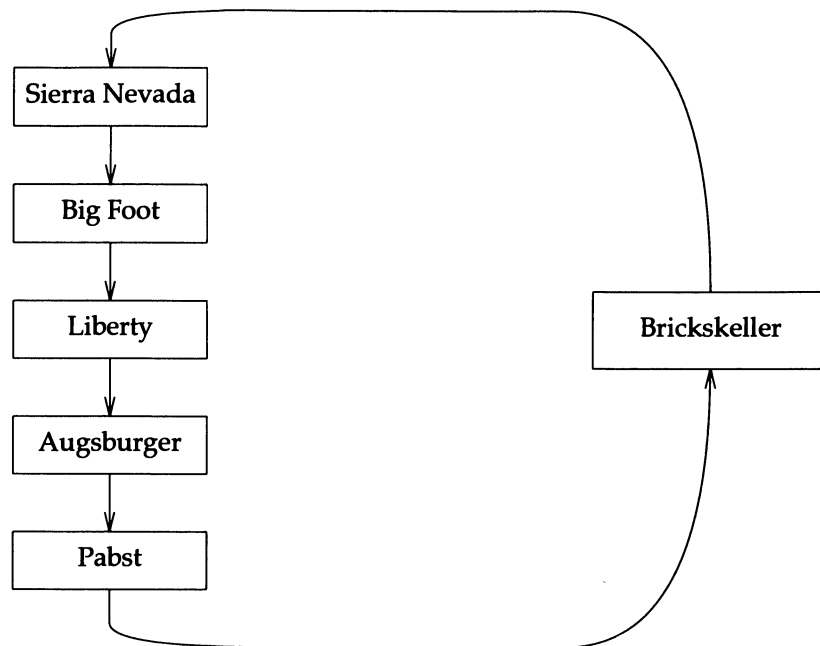 Sierra Nevada
Big Foot
Liberty
Brickskeller
Augsburger
Pabst